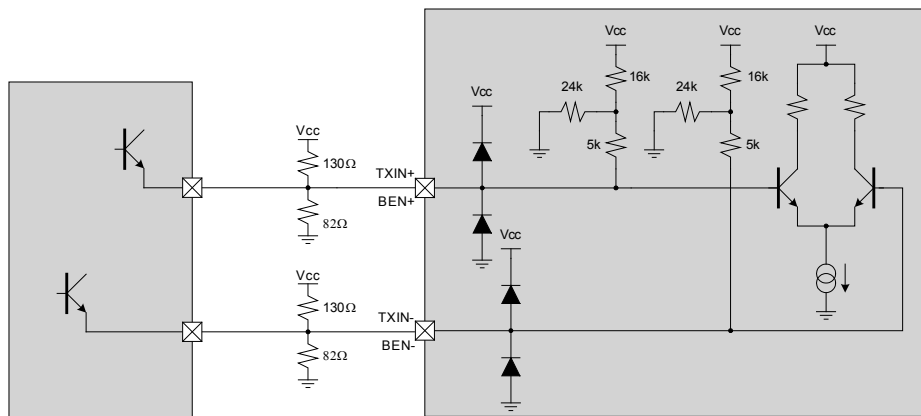 Vcc
Vcc
Vcc
16k
16k
24k
24k
Vcc
5k
5k
Vcc
130Ω
TXIN+
BEN+
82Ω
Vcc
Vcc
130Ω
TXIN-
BEN-
82Ω